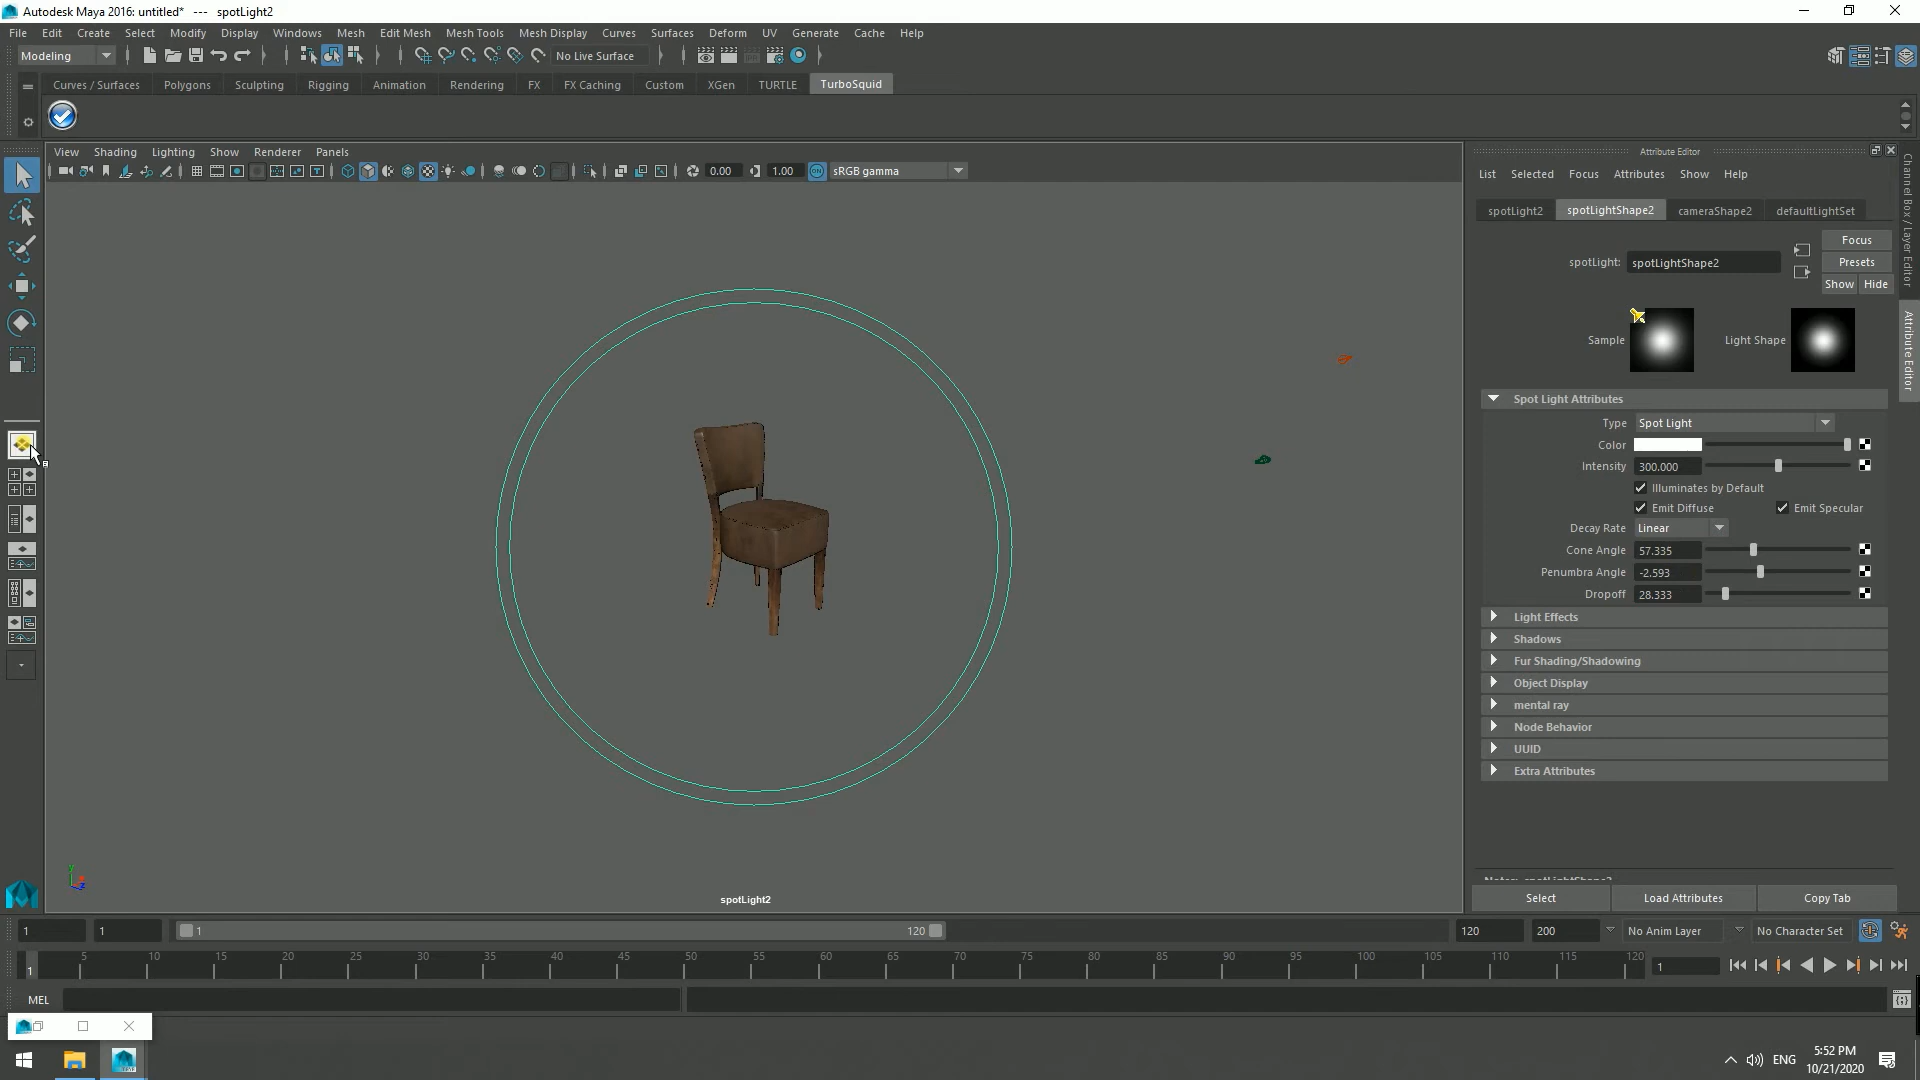 Autodesk Maya 2016: untitled* --- spotLight2
File Edit Create Select Modify Display Windows Mesh Edit Mesh Mesh Tools Mesh Display Curves Surfaces Deform UV Generate Cache Help
Modeling
No Live Surface
Curves / Surfaces Polygons Sculpting Rigging Animation Rendering FX FX Caching Custom XGen TURTLE TurboSquid
View Shading Lighting Show Renderer Panels
0.00 1.00 ON sRGB gamma
spotLight2
Attribute Editor
List Selected Focus Attributes Show Help
spotLight2 spotLightShape2 cameraShape2 defaultLightSet
spotLight: spotLightShape2
Focus
Presets
Show Hide
Sample Light Shape
Spot Light Attributes
Type Spot Light
Color
Intensity 300.000
Illuminates by Default
Emit Diffuse Emit Specular
Decay Rate Linear
Cone Angle 57.335
Penumbra Angle -2.593
Dropoff 28.333
Light Effects
Shadows
Fur Shading/Shadowing
Object Display
mental ray
Node Behavior
UUID
Extra Attributes
Select Load Attributes Copy Tab
Channel Box / Layer Editor
Attribute Editor
1 1 1 120 120 200 No Anim Layer No Character Set
1 5 10 15 20 25 30 35 40 45 50 55 60 65 70 75 80 85 90 95 100 105 110 115 120 1
MEL
ENG
5:52 PM
10/21/2020